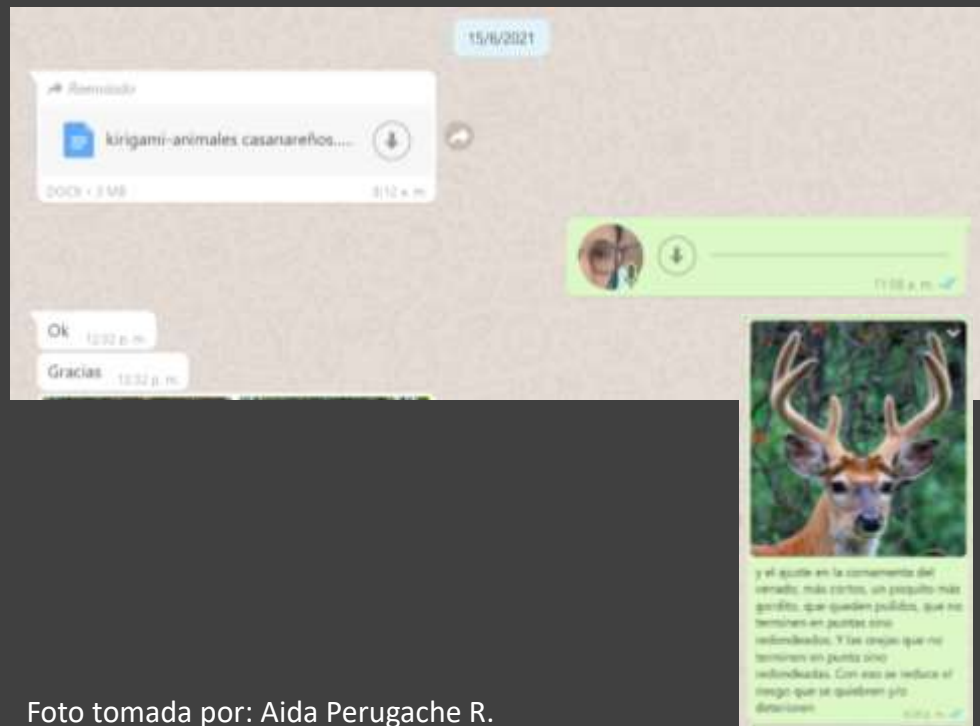 15/6/2021
Reenviado
kirigami-animales casanareños.....
DOCX • 3 MB
8:12 a. m.
11:08 a. m.
Ok 12:32 p. m.
Gracias 12:32 p. m.
y el ajuste en la cornamenta del
venado, más cortos, un poquito más
gordito, que queden pulidos, que no
terminen en puntas sino
redondeados. Y las orejas que no
terminen en punta sino
redondeadas. Con eso se reduce el
riesgo que se quiebren y/o
deterioren
Foto tomada por: Aida Perugache R.